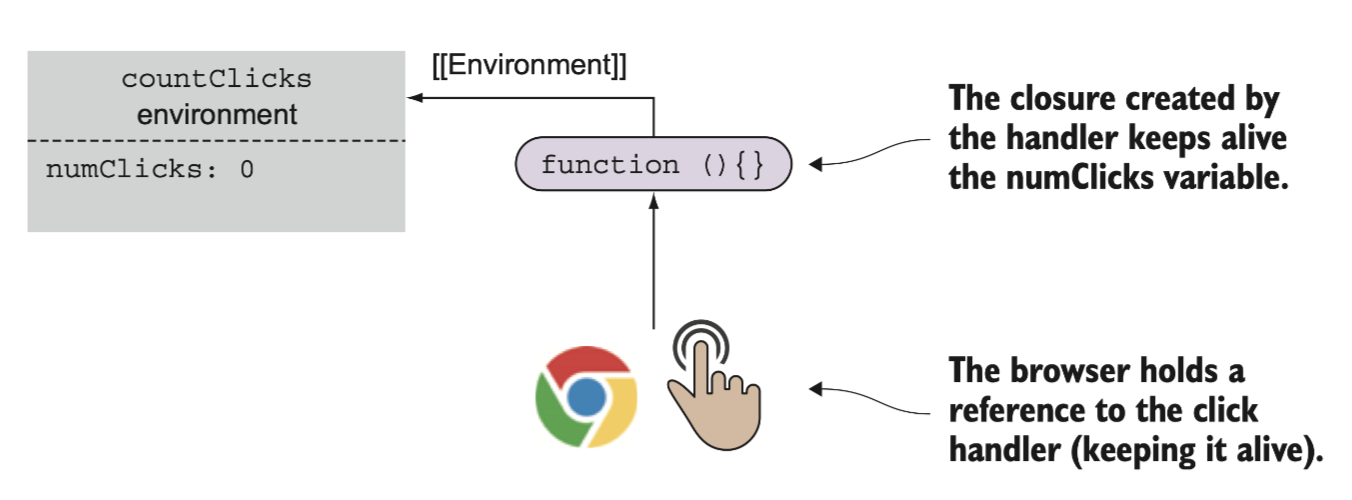 countClicks
environment
numClicks: 0
[[Environment]]
function (){}
The closure created by
the handler keeps alive
the numClicks variable.
The browser holds a
reference to the click
handler (keeping it alive).